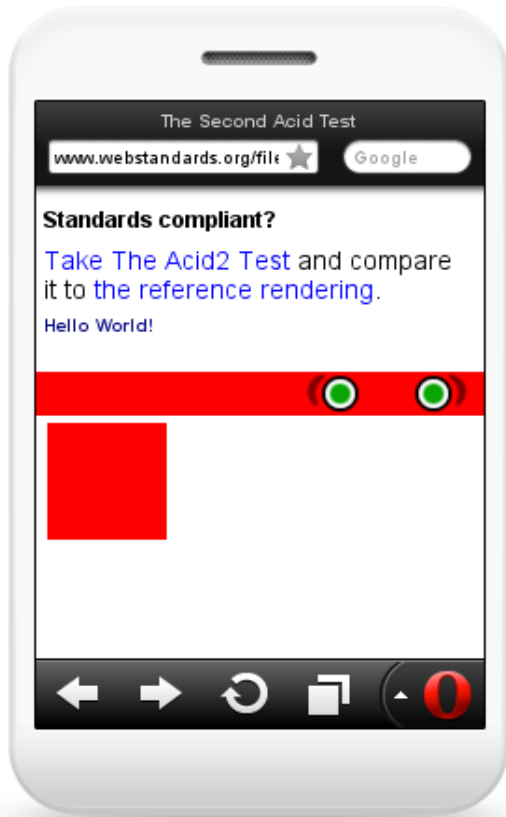 The Second Acid Test
www.webstandards.org/file
Google
Standards compliant?
Take The Acid2 Test and compare
it to the reference rendering.
Hello World!